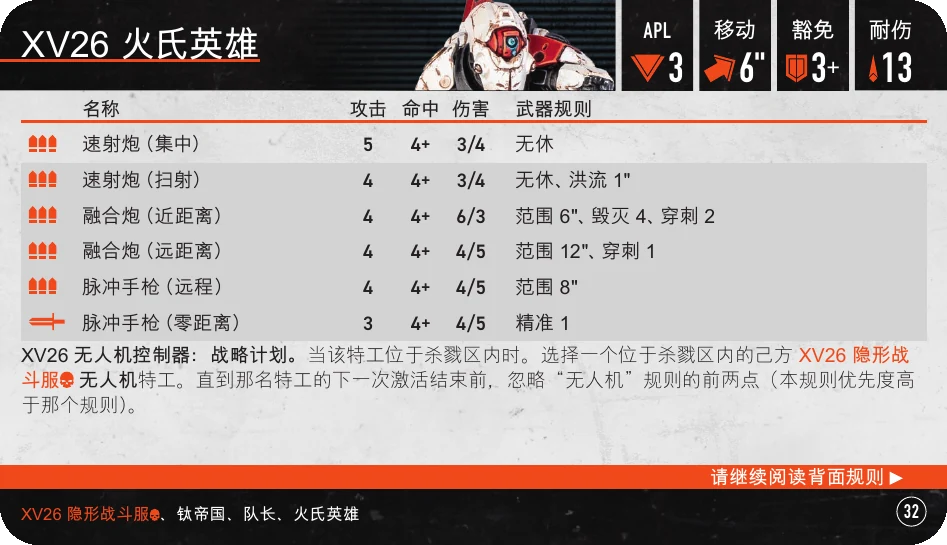 XV26 火氏英雄
APL 移动 豁免 耐伤
3 6" 3+ 13
名称 攻击 命中 伤害 武器规则
速射炮（集中） 5 4+ 3/4 无休
速射炮（扫射） 4 4+ 3/4 无休、洪流 1"
融合炮（近距离） 4 4+ 6/3 范围 6"、毁灭 4、穿刺 2
融合炮（远距离） 4 4+ 4/5 范围 12"、穿刺 1
脉冲手枪（远程） 4 4+ 4/5 范围 8"
脉冲手枪（零距离） 3 4+ 4/5 精准 1
XV26 无人机控制器：战略计划。当该特工位于杀戮区内时。选择一个位于杀戮区内的己方 XV26 隐形战
斗服 无人机特工。直到那名特工的下一次激活结束前，忽略“无人机”规则的前两点（本规则优先度高
于那个规则）。
请继续阅读背面规则 ▶
XV26 隐形战斗服、钛帝国、队长、火氏英雄
32